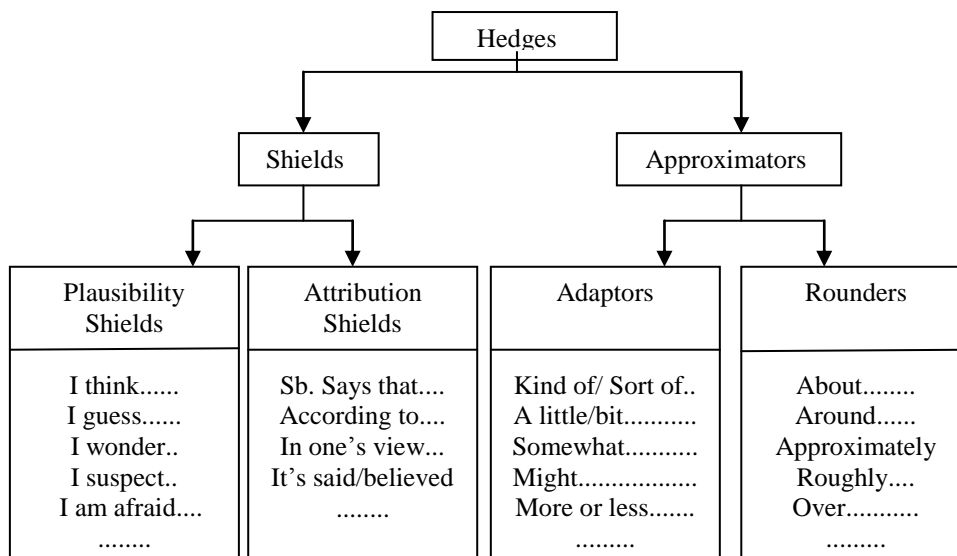 Hedges
Shields
Approximators
Plausibility
Shields
I think......
I guess......
I wonder..
I suspect..
I am afraid....
........
Attribution
Shields
Sb. Says that....
According to....
In one’s view...
It’s said/believed
........
Adaptors
Kind of/ Sort of..
A little/bit...........
Somewhat...........
Might.................
More or less.......
.........
Rounders
About........
Around......
Approximately
Roughly....
Over...........
.........